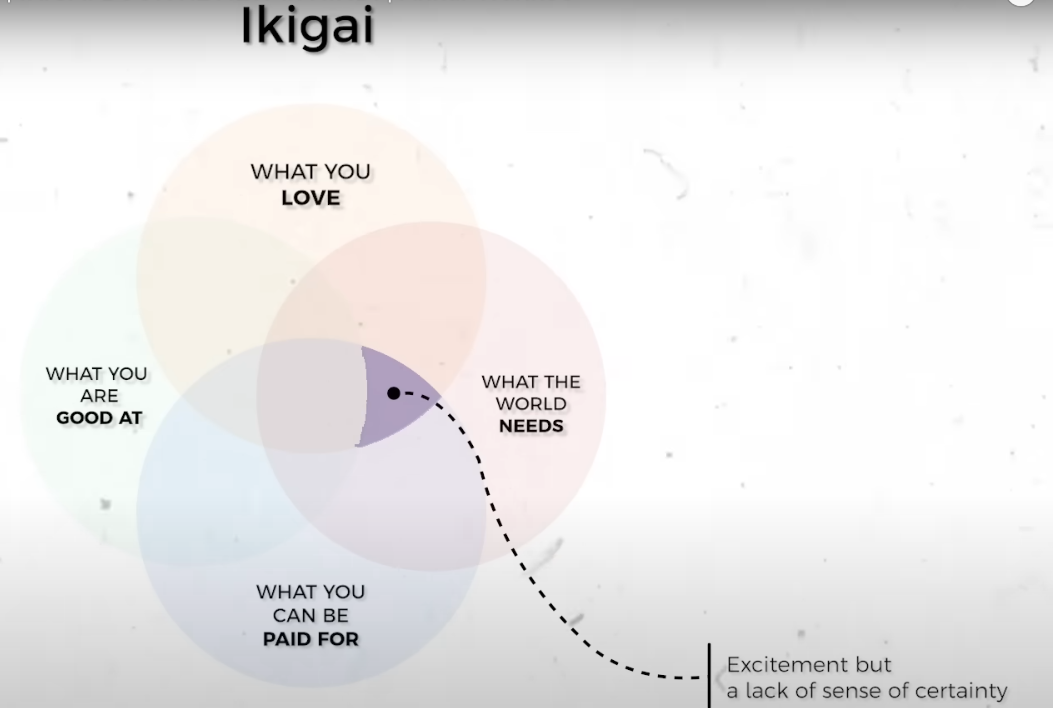 Ikigai
WHAT YOU
LOVE
WHAT YOU
ARE
GOOD AT
WHAT THE
WORLD
NEEDS
WHAT YOU
CAN BE
PAID FOR
Excitement but
a lack of sense of certainty